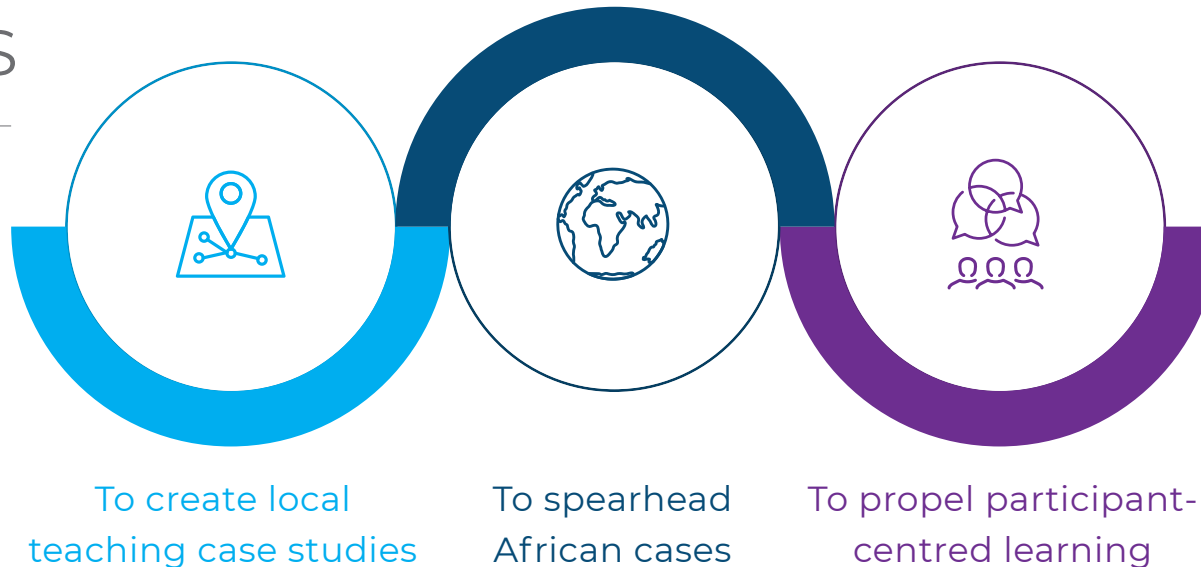 S
To create local
teaching case studies
To spearhead
African cases
To propel participant-
centred learning